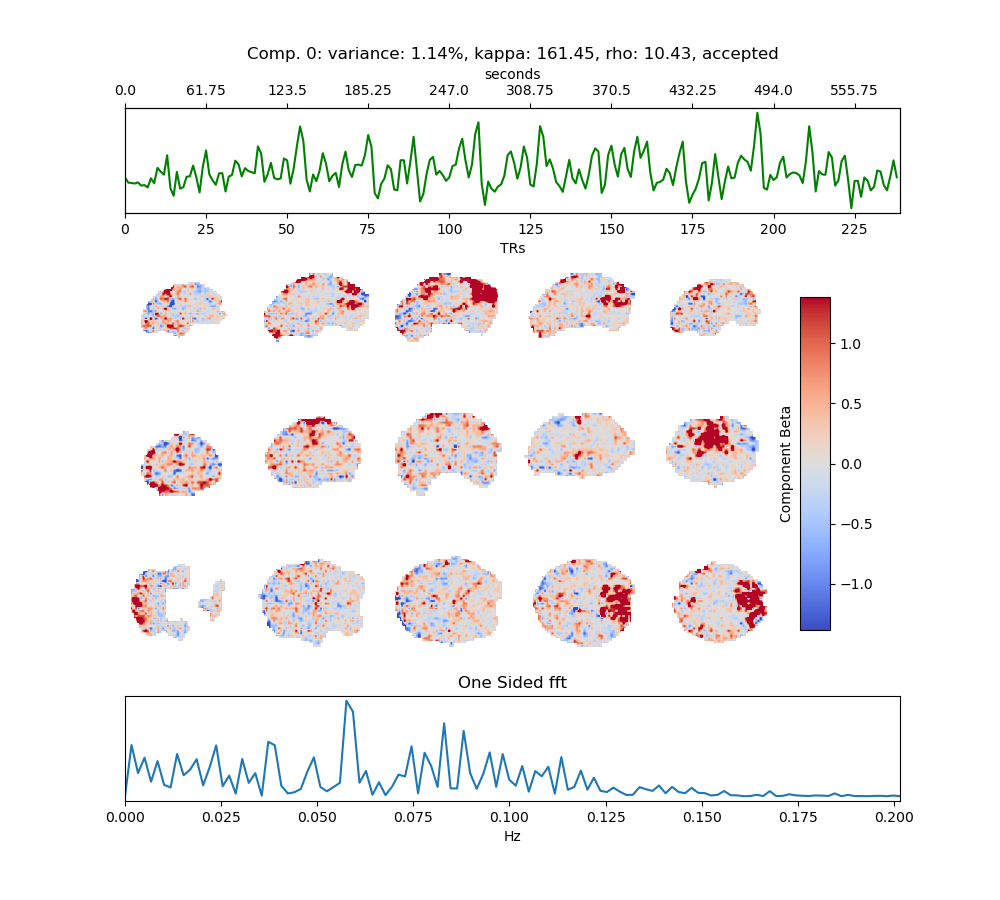 Comp. 0: variance: 1.14%, kappa: 161.45, rho: 10.43, accepted
seconds
0.0 61.75 123.5 185.25 247.0 308.75 370.5 432.25 494.0 555.75
0 25 50 75 100 125 150 175 200 225
TRs
1.0
0.5
0.0
−0.5
−1.0
Component Beta
One Sided fft
0.000 0.025 0.050 0.075 0.100 0.125 0.150 0.175 0.200
Hz